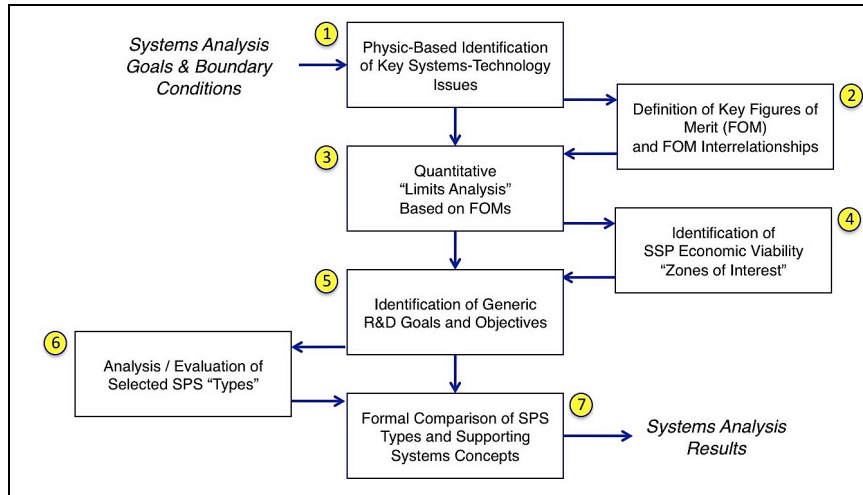 Systems Analysis
Goals & Boundary
Conditions
1
Physic-Based Identification
of Key Systems-Technology
Issues
2
Definition of Key Figures of
Merit (FOM)
and FOM Interrelationships
3
Quantitative
“Limits Analysis”
Based on FOMs
4
Identification of
SSP Economic Viability
“Zones of Interest”
5
Identification of Generic
R&D Goals and Objectives
6
Analysis / Evaluation of
Selected SPS “Types”
7
Formal Comparison of SPS
Types and Supporting
Systems Concepts
Systems Analysis
Results